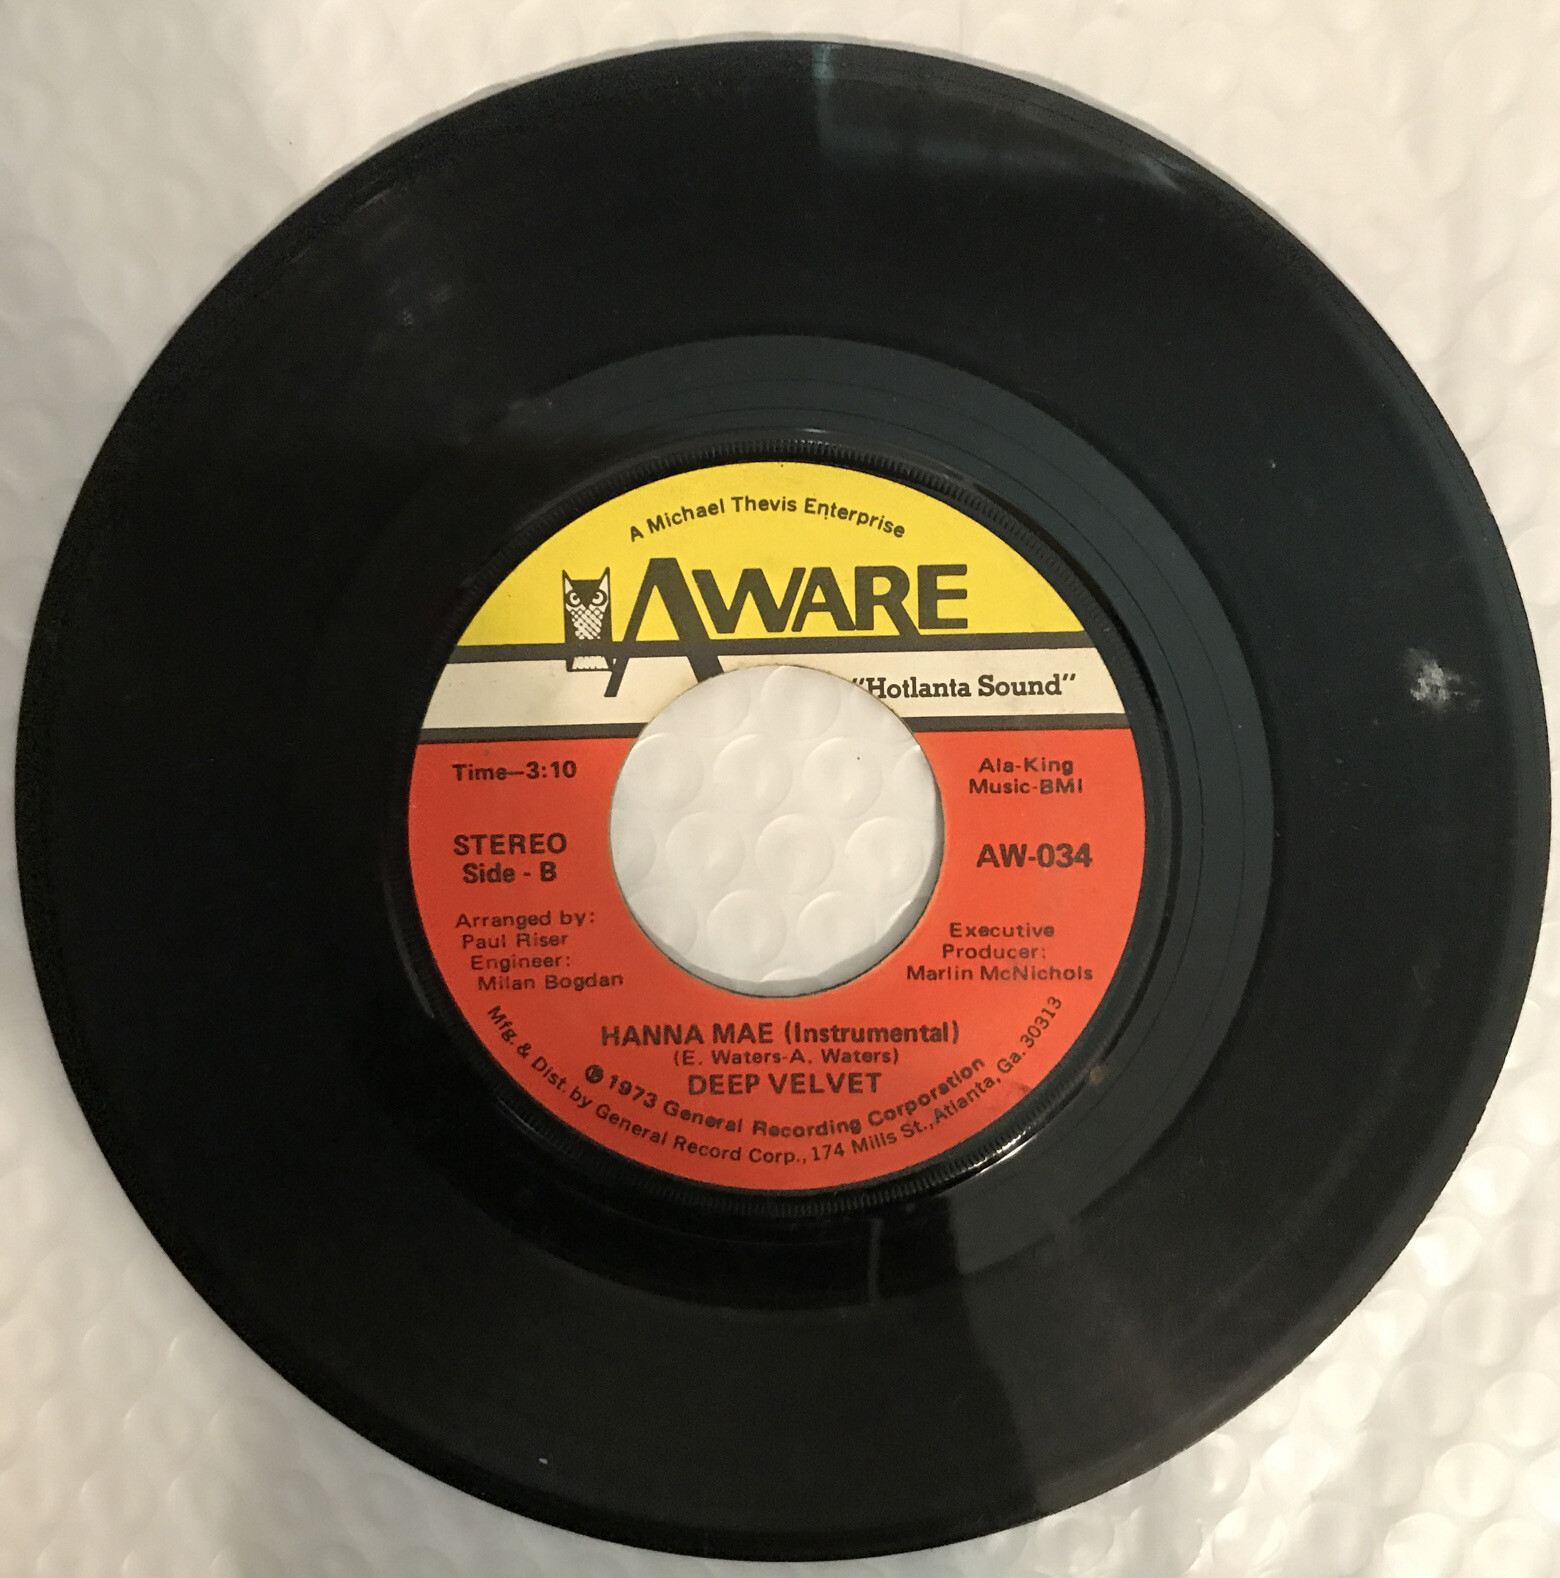 A Michael Thevis Enterprise
AWARE
"Hotlanta Sound"
Time—3:10
Ala-King
Music-BMI
STEREO
Side - B
AW-034
Arranged by:
Paul Riser
Engineer:
Milan Bogdan
Executive
Producer:
Marlin McNichols
HANNA MAE (Instrumental)
(E. Waters-A. Waters)
DEEP VELVET
℗ 1973 General Recording Corporation
Mfg. & Dist. by General Record Corp., 174 Mills St., Atlanta, Ga. 30313